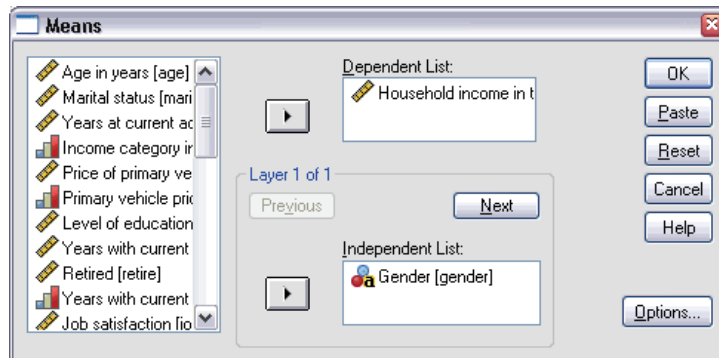 Means
Age in years [age]
Marital status [mari
Years at current ad
Income category in
Price of primary ve
Primary vehicle pric
Level of education
Years with current
Retired [retire]
Years with current
Job satisfaction [jo
Dependent List:
Household income in t
Layer 1 of 1
Previous
Next
Independent List:
a Gender [gender]
OK
Paste
Reset
Cancel
Help
Options...